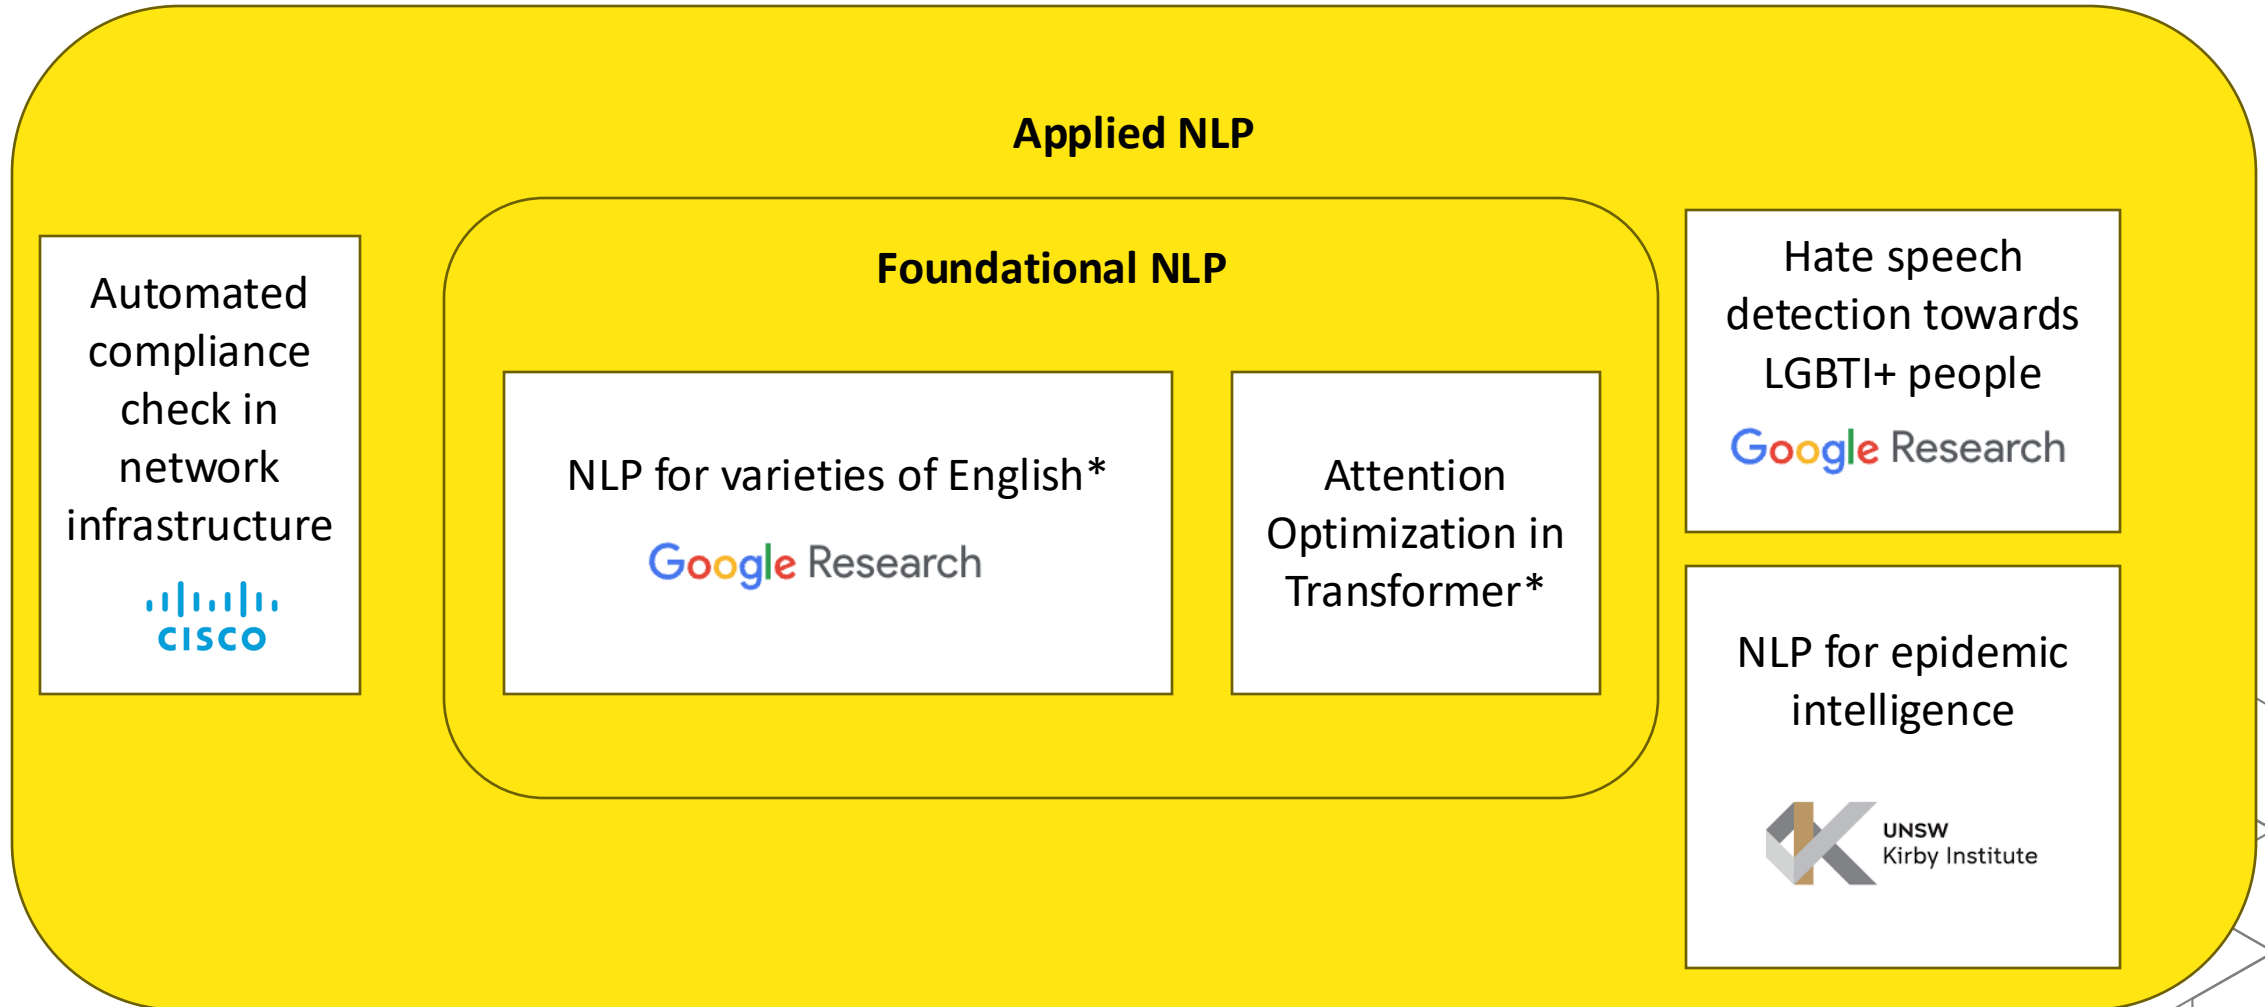 Applied NLP
Foundational NLP
Automated
compliance
check in
network
infrastructure
CISCO
NLP for varieties of English*
Google Research
Attention
Optimization in
Transformer*
Hate speech
detection towards
LGBTI+ people
Google Research
NLP for epidemic
intelligence
UNSW
Kirby Institute